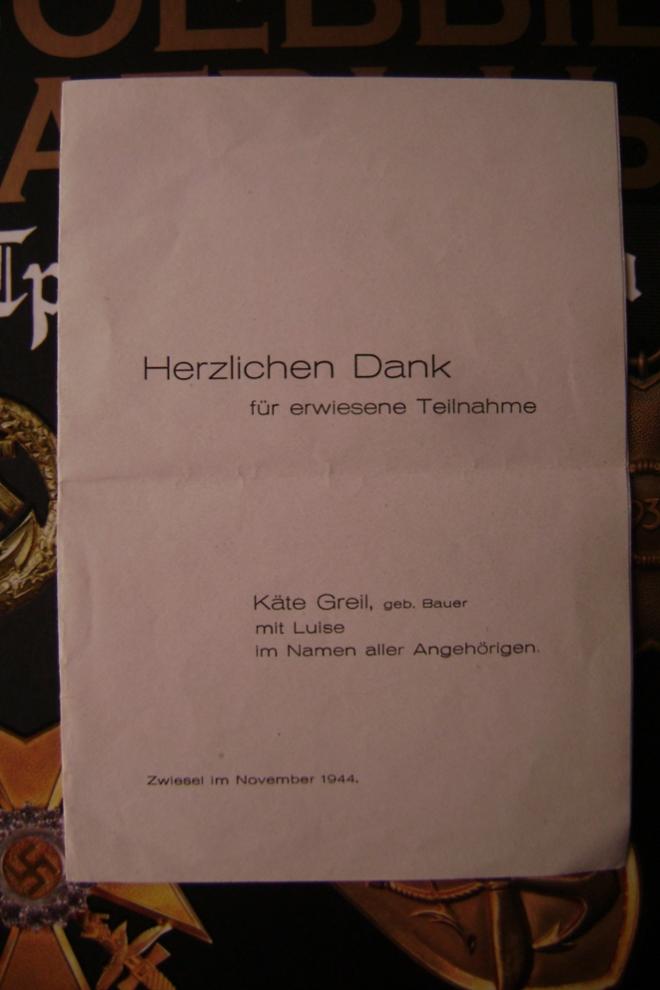 Herzlichen Dank
für erwiesene Teilnahme
Käte Greil, geb. Bauer
mit Luise
im Namen aller Angehörigen.
Zwiesel im November 1944.